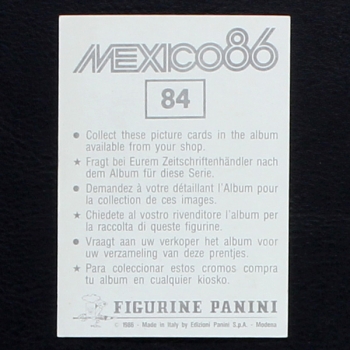 MEXICO86
84
● Collect these picture cards in the album
available from your shop.
★ Fragt bei Eurem Zeitschriftenhändler nach
dem Album für diese Serie.
● Demandez à votre détaillant l'Album pour
la collection de ces images.
★ Chiedete al vostro rivenditore l'album per
la raccolta di queste figurine.
● Vraagt aan uw verkoper het album voor
uw verzameling van deze prentjes.
★ Para coleccionar estos cromos compra
tu album en cualquier kiosko.
FIGURINE PANINI
© 1986 - Made in Italy by Edizioni Panini S.p.A. - Modena